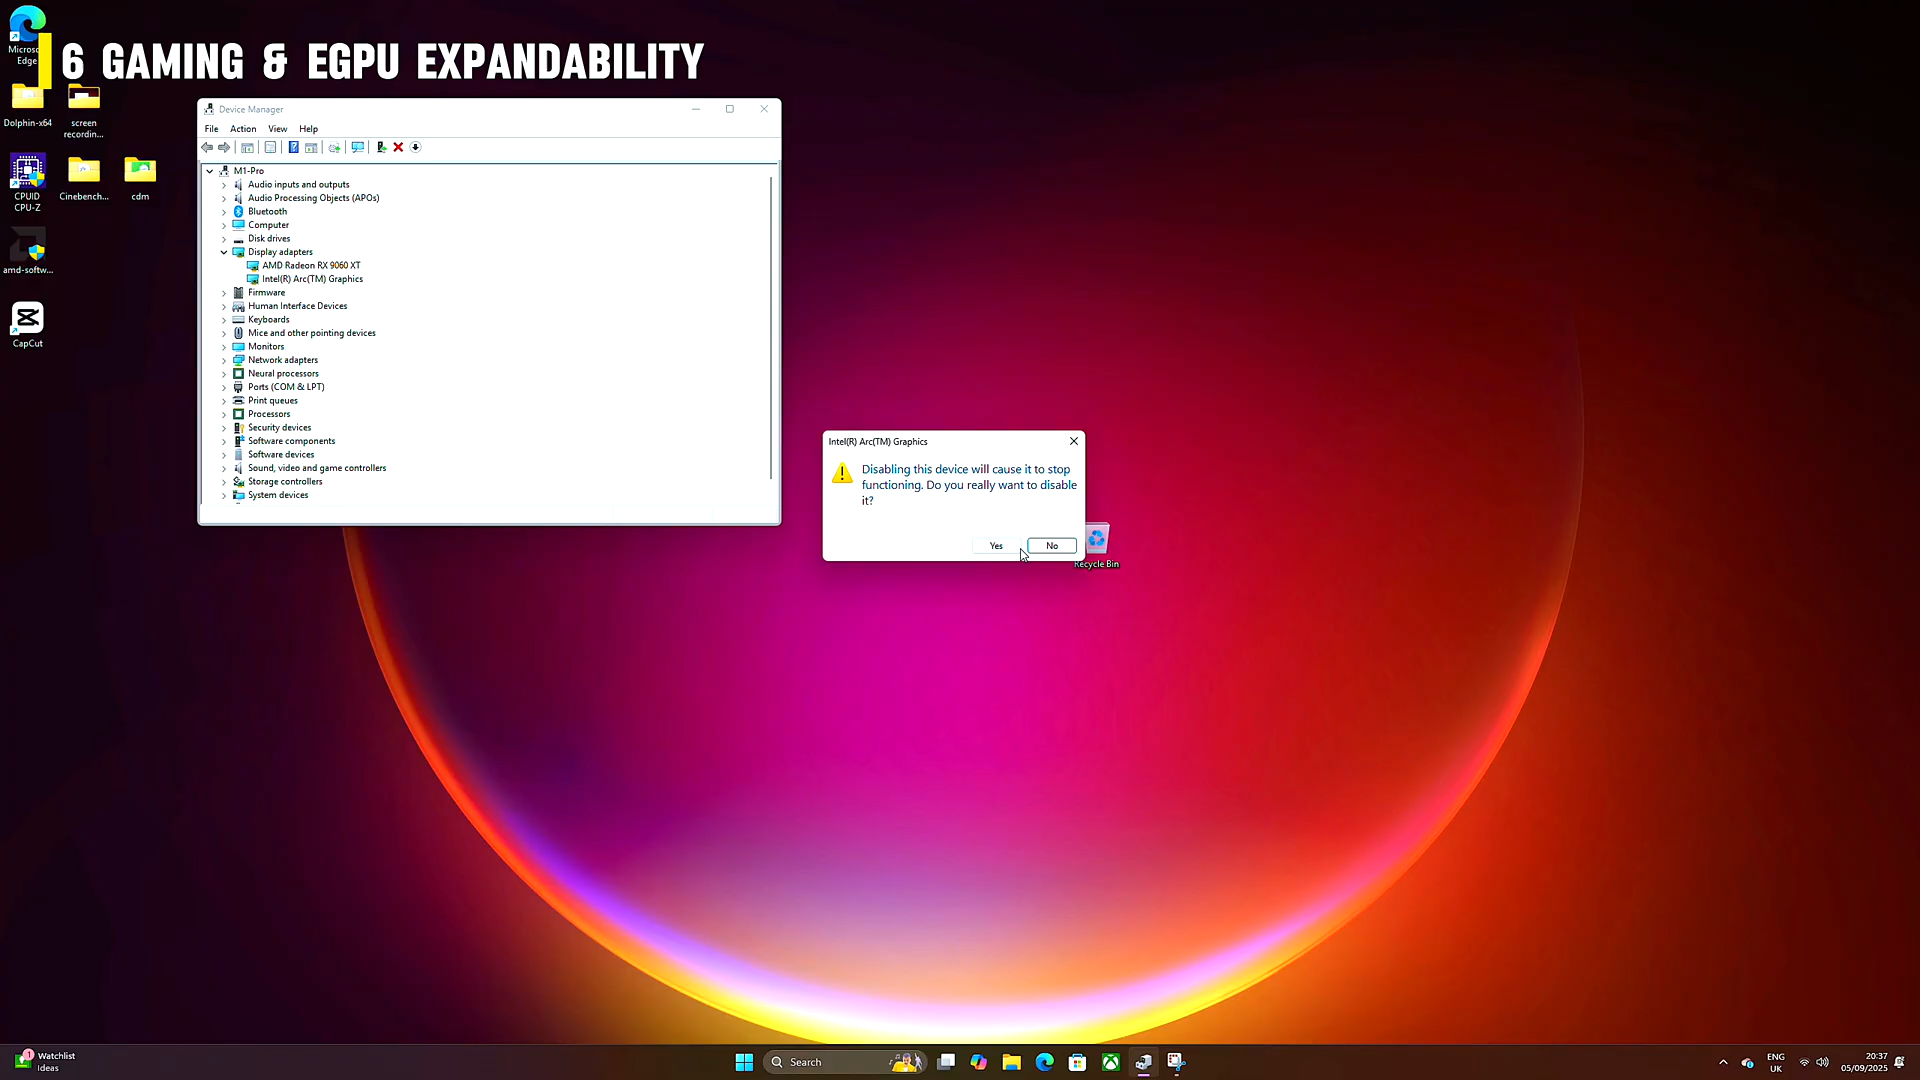 6 GAMING & EGPU EXPANDABILITY
Microsoft
Edge
Dolphin-x64
screen
recordin...
CPUID
CPU-Z
Cinebench...
cdm
amd-softw...
CapCut
Device Manager
File Action View Help
M1-Pro
Audio inputs and outputs
Audio Processing Objects (APOs)
Bluetooth
Computer
Disk drives
Display adapters
AMD Radeon RX 9060 XT
Intel(R) Arc(TM) Graphics
Firmware
Human Interface Devices
Keyboards
Mice and other pointing devices
Monitors
Network adapters
Neural processors
Ports (COM & LPT)
Print queues
Processors
Security devices
Software components
Software devices
Sound, video and game controllers
Storage controllers
System devices
Intel(R) Arc(TM) Graphics
Disabling this device will cause it to stop
functioning. Do you really want to disable
it?
Yes
No
Recycle Bin
1
Watchlist
Ideas
Search
ENG
UK
20:37
05/09/2025